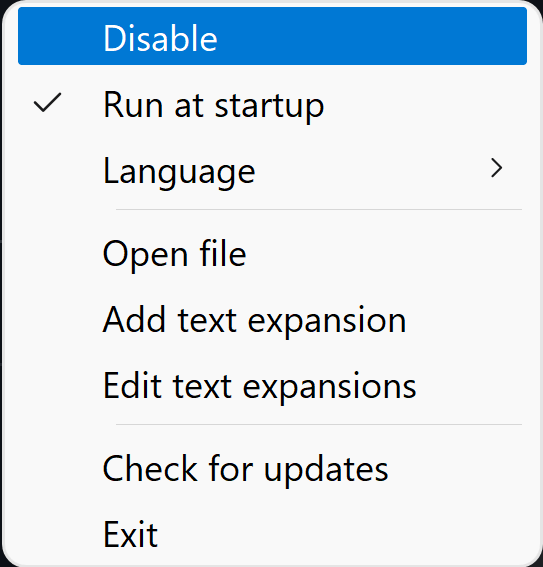 Disable
Run at startup
Language
Open file
Add text expansion
Edit text expansions
Check for updates
Exit